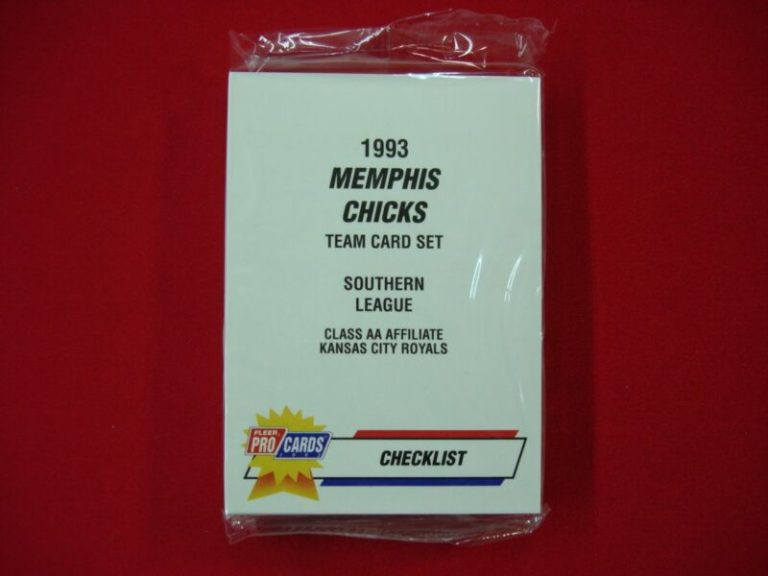 1993
MEMPHIS
CHICKS
TEAM CARD SET
SOUTHERN
LEAGUE
CLASS AA AFFILIATE
KANSAS CITY ROYALS
FLEER
PRO CARDS
CHECKLIST